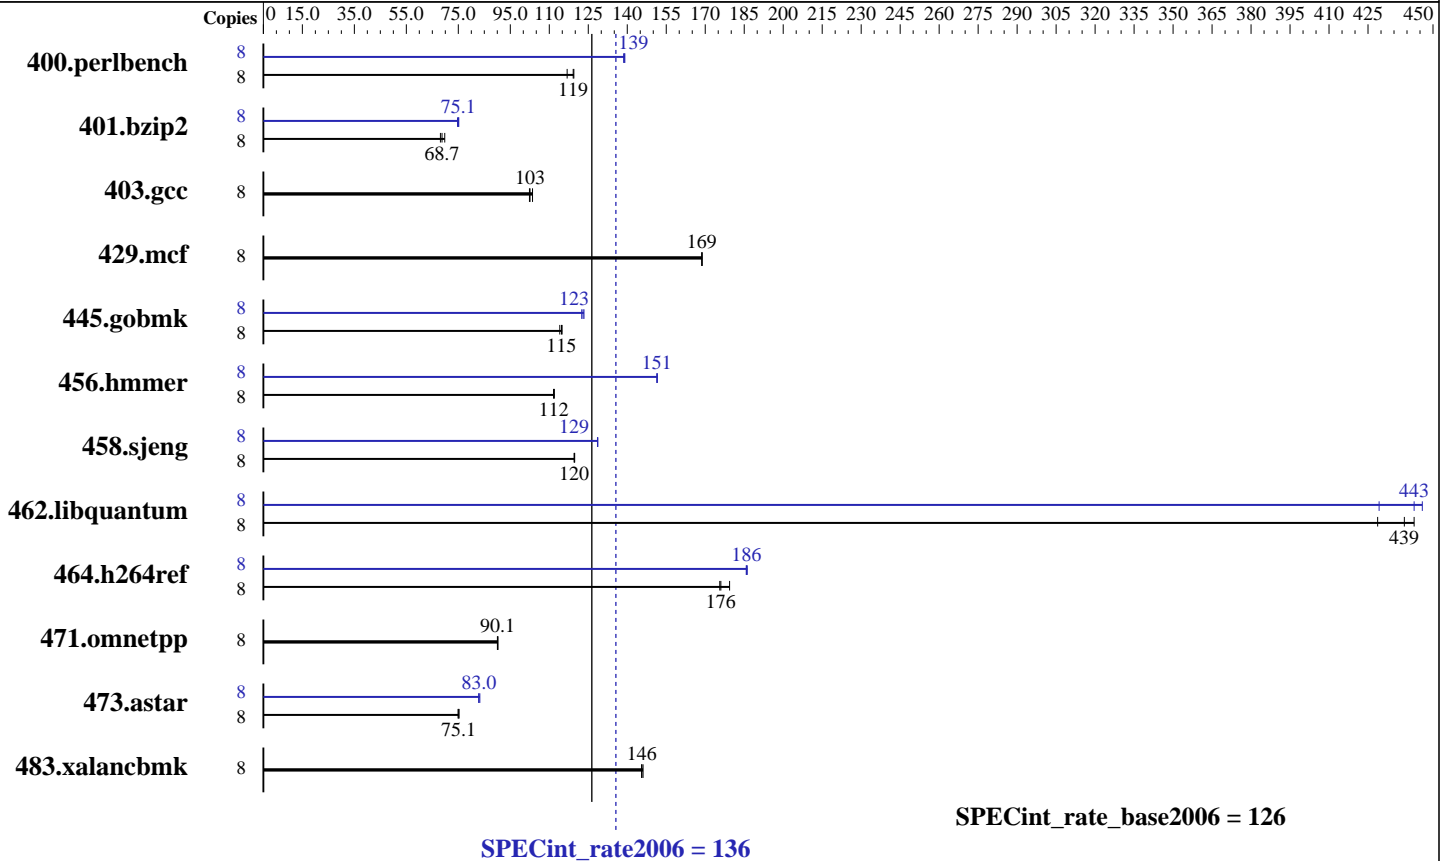 Copies 0 15.0 35.0 55.0 75.0 95.0 110 125 140 155 170 185 200 215 230 245 260 275 290 305 320 335 350 365 380 395 410 425 450
400.perlbench 8 139
8 119
401.bzip2 8 75.1
8 68.7
403.gcc 8 103
429.mcf 8 169
445.gobmk 8 123
8 115
456.hmmer 8 151
8 112
458.sjeng 8 129
8 120
462.libquantum 8 443
8 439
464.h264ref 8 186
8 176
471.omnetpp 8 90.1
473.astar 8 83.0
8 75.1
483.xalancbmk 8 146
SPECint_rate_base2006 = 126
SPECint_rate2006 = 136